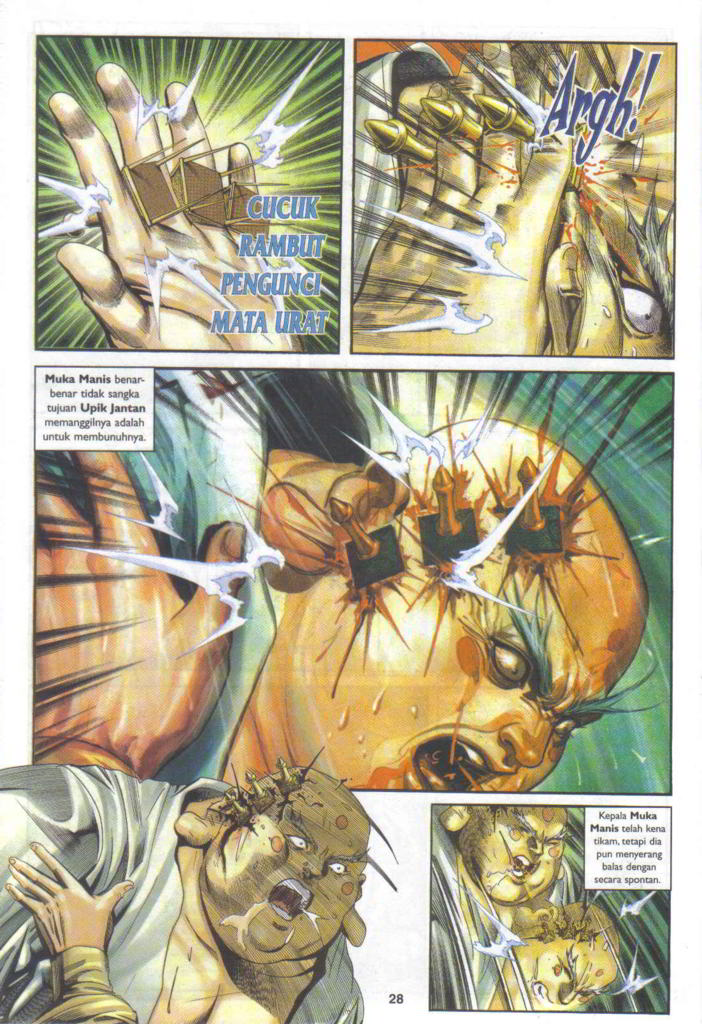 CUCUK
RAMBUT
PENGUNCI
MATA URAT
Argh!
Muka Manis benar-
benar tidak sangka
tujuan Upik Jantan
memanggilnya adalah
untuk membunuhnya.
Kepala Muka
Manis telah kena
tikam, tetapi dia
pun menyerang
balas dengan
secara spontan.
28